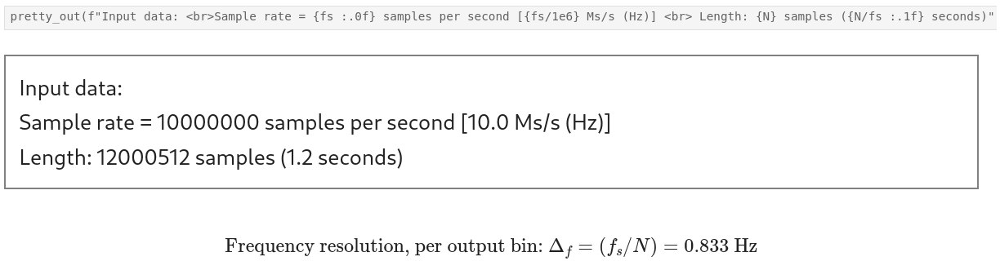 pretty_out(f"Input data: <br>Sample rate = {fs :.0f} samples per second [{fs/1e6} Ms/s (Hz)] <br> Length: {N} samples ({N/fs :.1f} seconds)"
Input data:
Sample rate = 10000000 samples per second [10.0 Ms/s (Hz)]
Length: 12000512 samples (1.2 seconds)
Frequency resolution, per output bin: Δf = (fs/N) = 0.833 Hz